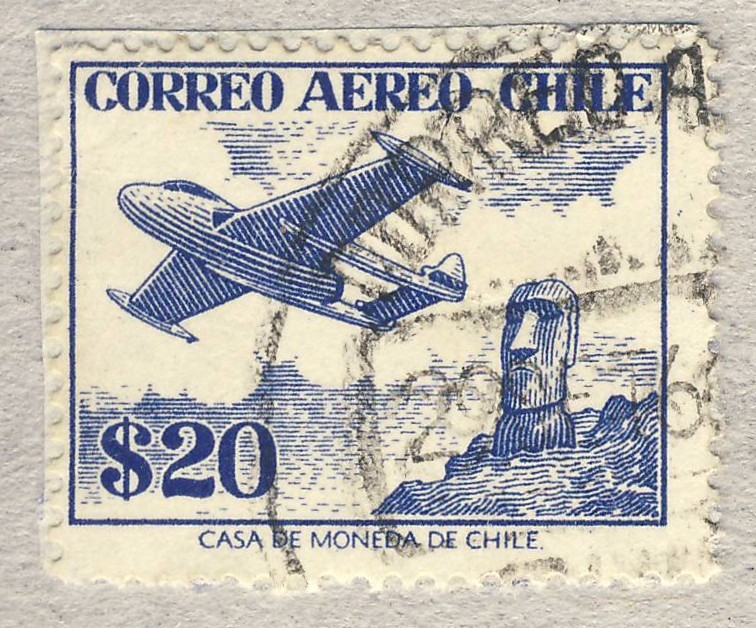 CORREO AEREO CHILE
$20
CASA DE MONEDA DE CHILE.